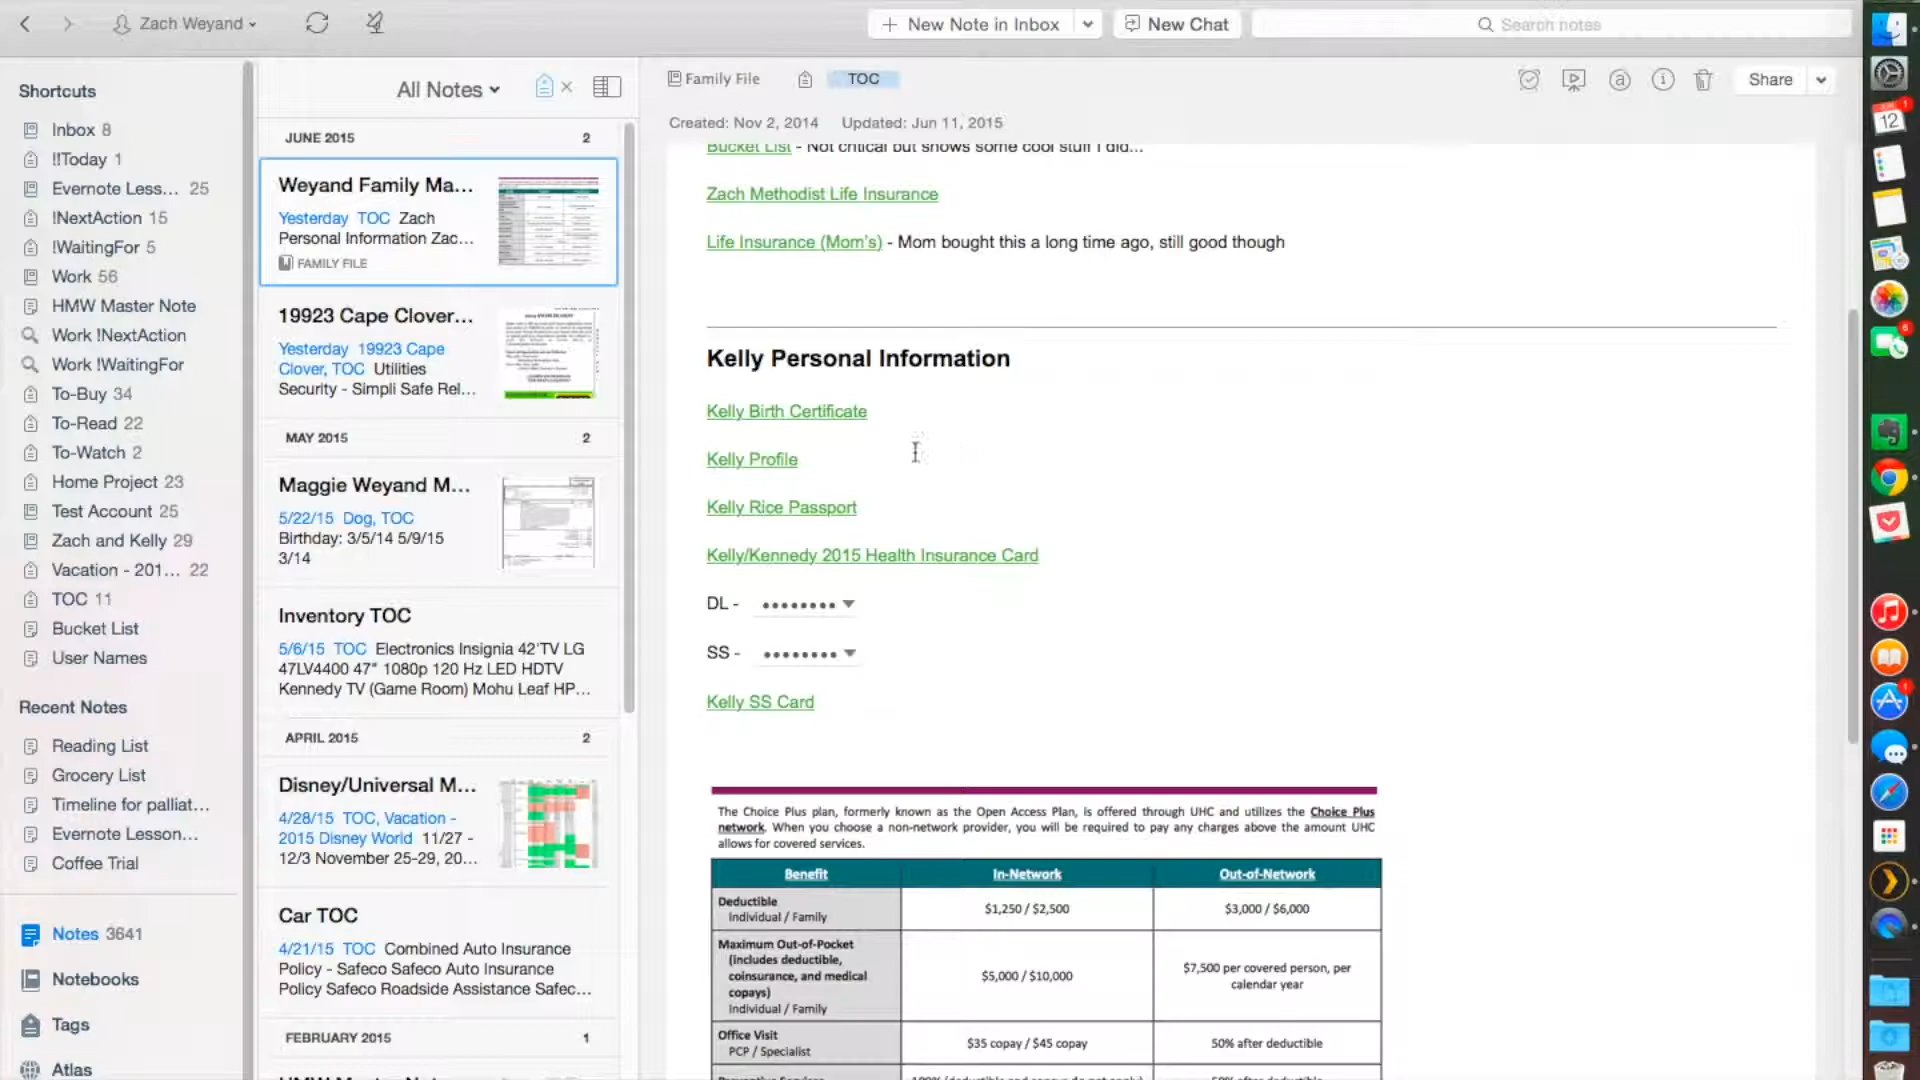 Zach Weyand
New Note in Inbox
New Chat
Search notes
Shortcuts
Inbox 8
!!Today 1
Evernote Less... 25
!NextAction 15
!WaitingFor 5
Work 56
HMW Master Note
Work !NextAction
Work !WaitingFor
To-Buy 34
To-Read 22
To-Watch 2
Home Project 23
Test Account 25
Zach and Kelly 29
Vacation - 201... 22
TOC 11
Bucket List
User Names
Recent Notes
Reading List
Grocery List
Timeline for palliat...
Evernote Lesson...
Coffee Trial
Notes 3641
Notebooks
Tags
Atlas
All Notes
JUNE 2015 2
Weyand Family Ma...
Yesterday TOC Zach
Personal Information Zac...
FAMILY FILE
19923 Cape Clover...
Yesterday 19923 Cape
Clover, TOC Utilities
Security - Simpli Safe Rel...
MAY 2015 2
Maggie Weyand M...
5/22/15 Dog, TOC
Birthday: 3/5/14 5/9/15
3/14
Inventory TOC
5/6/15 TOC Electronics Insignia 42'TV LG
47LV4400 47" 1080p 120 Hz LED HDTV
Kennedy TV (Game Room) Mohu Leaf HP...
APRIL 2015 2
Disney/Universal M...
4/28/15 TOC, Vacation -
2015 Disney World 11/27 -
12/3 November 25-29, 20...
Car TOC
4/21/15 TOC Combined Auto Insurance
Policy - Safeco Safeco Auto Insurance
Policy Safeco Roadside Assistance Safec...
FEBRUARY 2015 1
HMW Master Note
Family File
TOC
Share
Created: Nov 2, 2014 Updated: Jun 11, 2015
Bucket List - Not critical but shows some cool stuff I did...
Zach Methodist Life Insurance
Life Insurance (Mom's) - Mom bought this a long time ago, still good though
Kelly Personal Information
Kelly Birth Certificate
Kelly Profile
Kelly Rice Passport
Kelly/Kennedy 2015 Health Insurance Card
DL - ••••••••
SS - ••••••••
Kelly SS Card
The Choice Plus plan, formerly known as the Open Access Plan, is offered through UHC and utilizes the Choice Plus
network. When you choose a non-network provider, you will be required to pay any charges above the amount UHC
allows for covered services.
Benefit In-Network Out-of-Network
Deductible
Individual / Family
$1,250 / $2,500
$3,000 / $6,000
Maximum Out-of-Pocket
(includes deductible,
coinsurance, and medical
copays)
Individual / Family
$5,000 / $10,000
$7,500 per covered person, per
calendar year
Office Visit
PCP / Specialist
$35 copay / $45 copay
50% after deductible
12
1
6
1